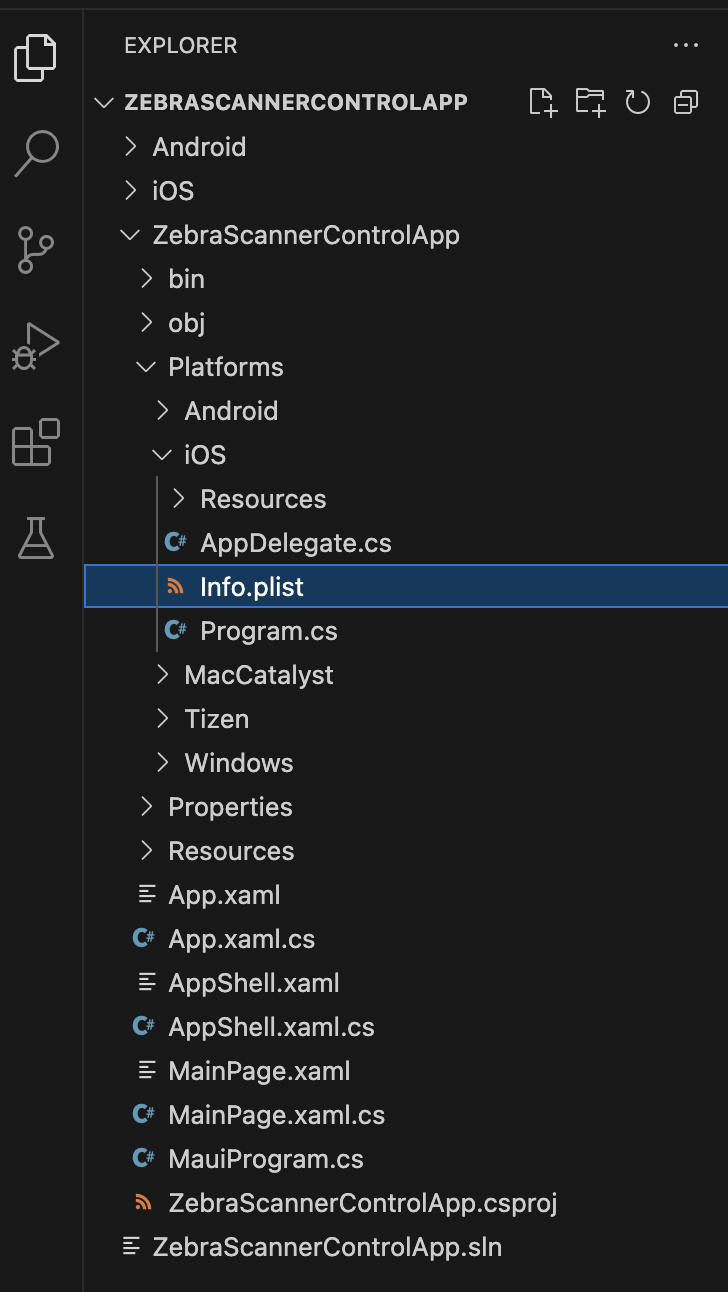 EXPLORER
ZEBRASCANNERCONTROLAPP
Android
iOS
ZebraScannerControlApp
bin
obj
Platforms
Android
iOS
Resources
C# AppDelegate.cs
Info.plist
C# Program.cs
MacCatalyst
Tizen
Windows
Properties
Resources
App.xaml
C# App.xaml.cs
AppShell.xaml
C# AppShell.xaml.cs
MainPage.xaml
C# MainPage.xaml.cs
C# MauiProgram.cs
ZebraScannerControlApp.csproj
ZebraScannerControlApp.sln